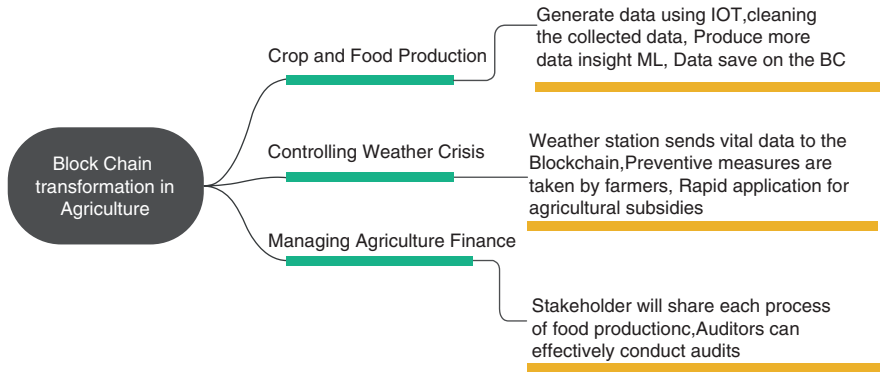 Block Chain
transformation in
Agriculture
Crop and Food Production
Generate data using IOT,cleaning
the collected data, Produce more
data insight ML, Data save on the BC
Controlling Weather Crisis
Weather station sends vital data to the
Blockchain,Preventive measures are
taken by farmers, Rapid application for
agricultural subsidies
Managing Agriculture Finance
Stakeholder will share each process
of food productionc,Auditors can
effectively conduct audits